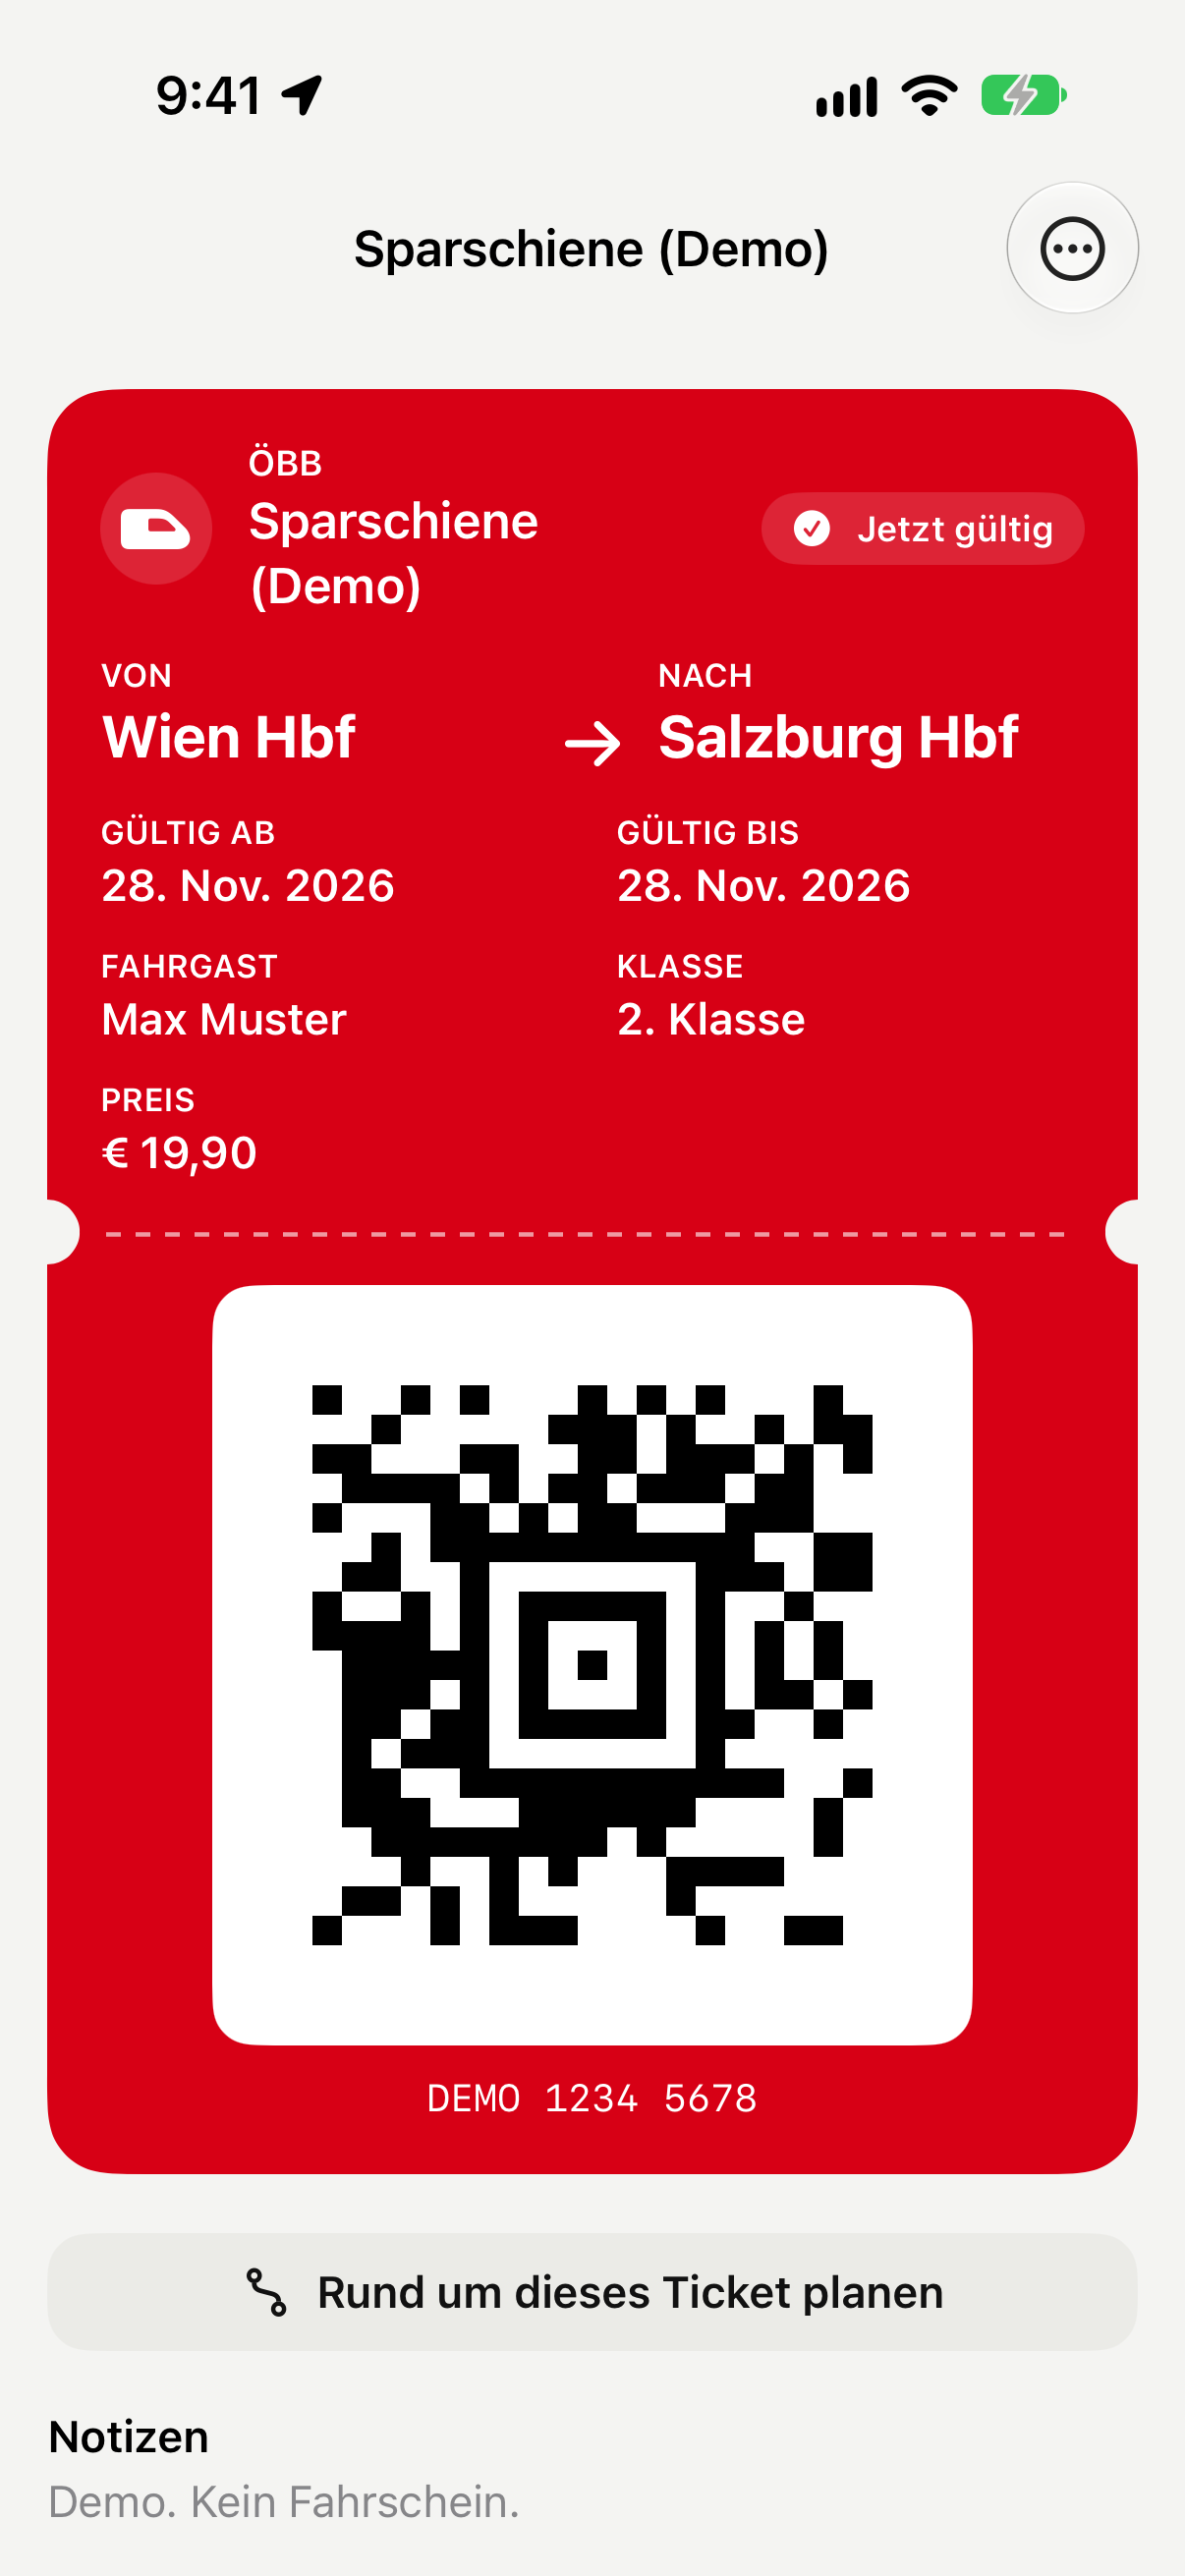 9:41
Sparschiene (Demo)
ÖBB
Sparschiene
(Demo)
Jetzt gültig
VON
NACH
Wien Hbf → Salzburg Hbf
GÜLTIG AB
GÜLTIG BIS
28. Nov. 2026
28. Nov. 2026
FAHRGAST
KLASSE
Max Muster
2. Klasse
PREIS
€ 19,90
DEMO 1234 5678
Rund um dieses Ticket planen
Notizen
Demo. Kein Fahrschein.